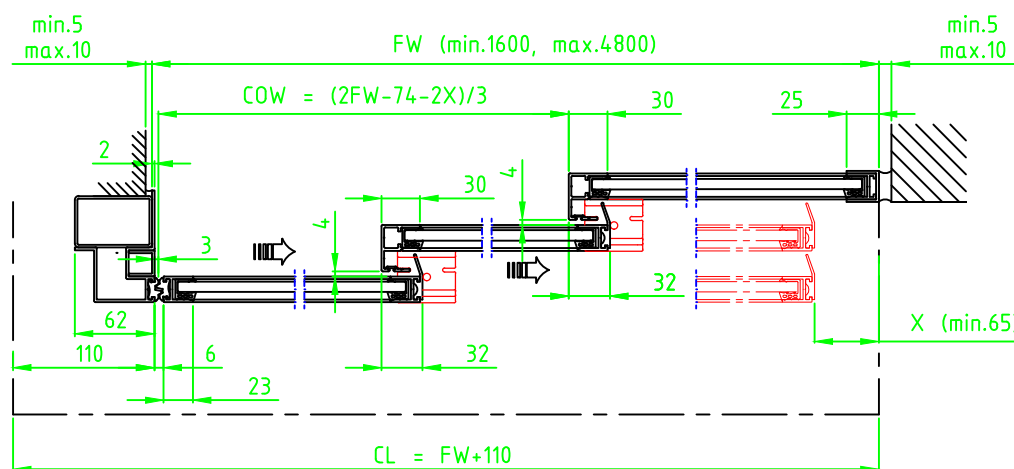 min.5
max.10
FW (min.1600, max.4800)
min.5
max.10
COW = (2FW-74-2X)/3
30
25
2
30
4
4
3
32
62
X (min.65
110
6
32
23
CL = FW+110